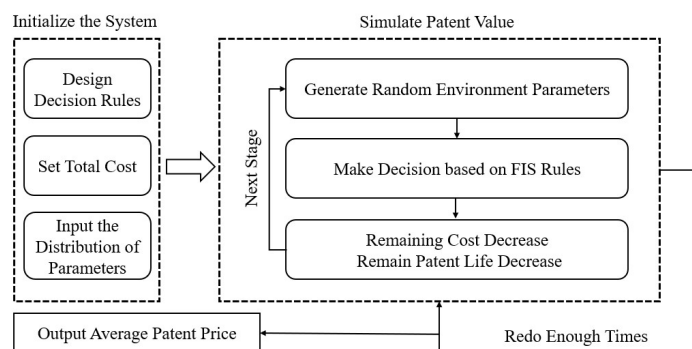 Initialize the System
Design
Decision Rules
Set Total Cost
Input the
Distribution of
Parameters
Simulate Patent Value
Next Stage
Generate Random Environment Parameters
Make Decision based on FIS Rules
Remaining Cost Decrease
Remain Patent Life Decrease
Output Average Patent Price
Redo Enough Times